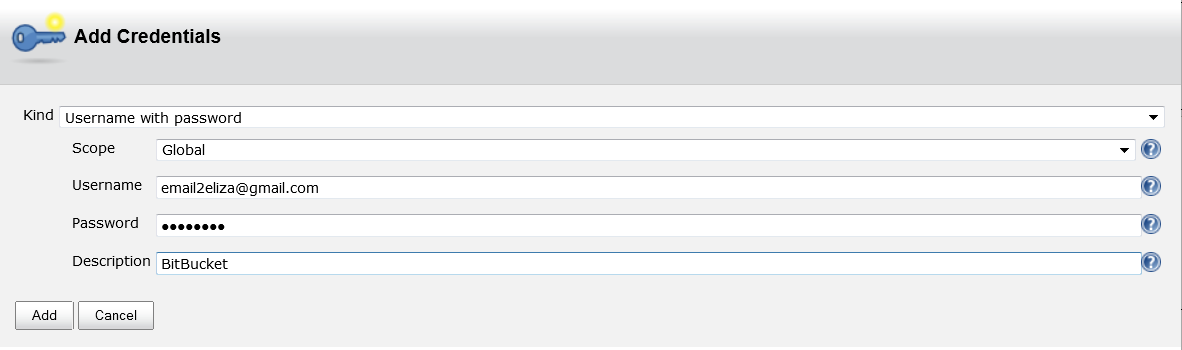 Add Credentials
Kind Username with password
Scope Global
Username email2eliza@gmail.com
Password ••••••••
Description BitBucket
Add Cancel